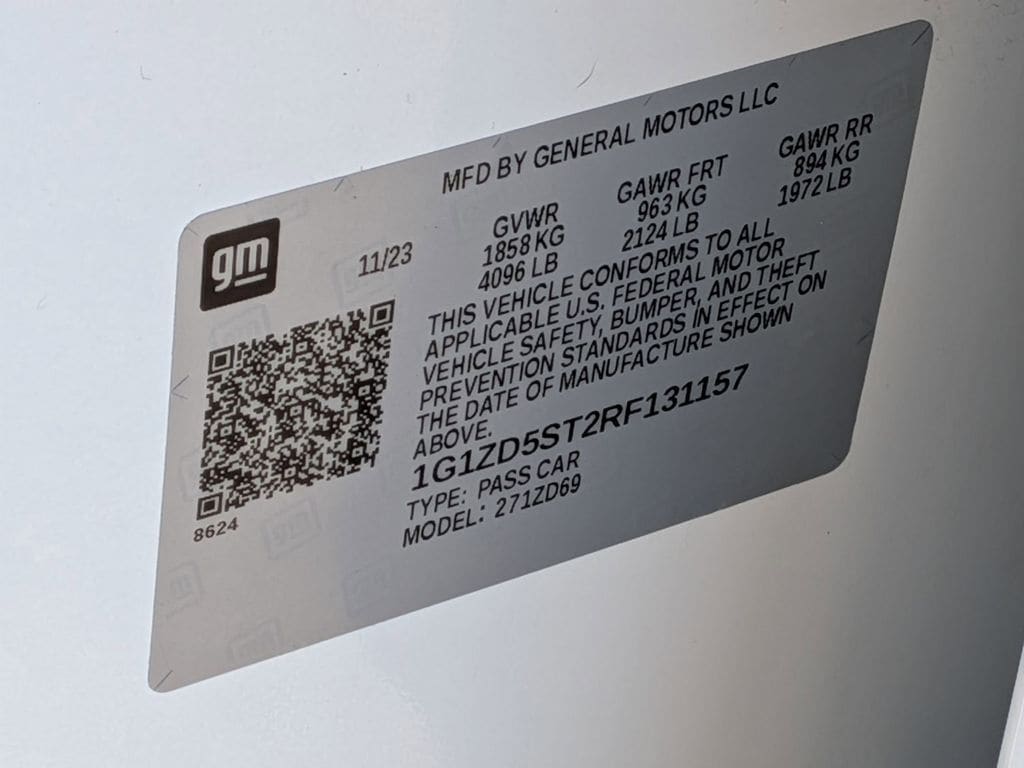 MFD BY GENERAL MOTORS LLC
gm
11/23
GVWR GAWR FRT GAWR RR
1858 KG 963 KG 894 KG
4096 LB 2124 LB 1972 LB
THIS VEHICLE CONFORMS TO ALL
APPLICABLE U.S. FEDERAL MOTOR
VEHICLE SAFETY, BUMPER, AND THEFT
PREVENTION STANDARDS IN EFFECT ON
THE DATE OF MANUFACTURE SHOWN
ABOVE.
1G1ZD5ST2RF131157
TYPE: PASS CAR
MODEL: 271ZD69
8624